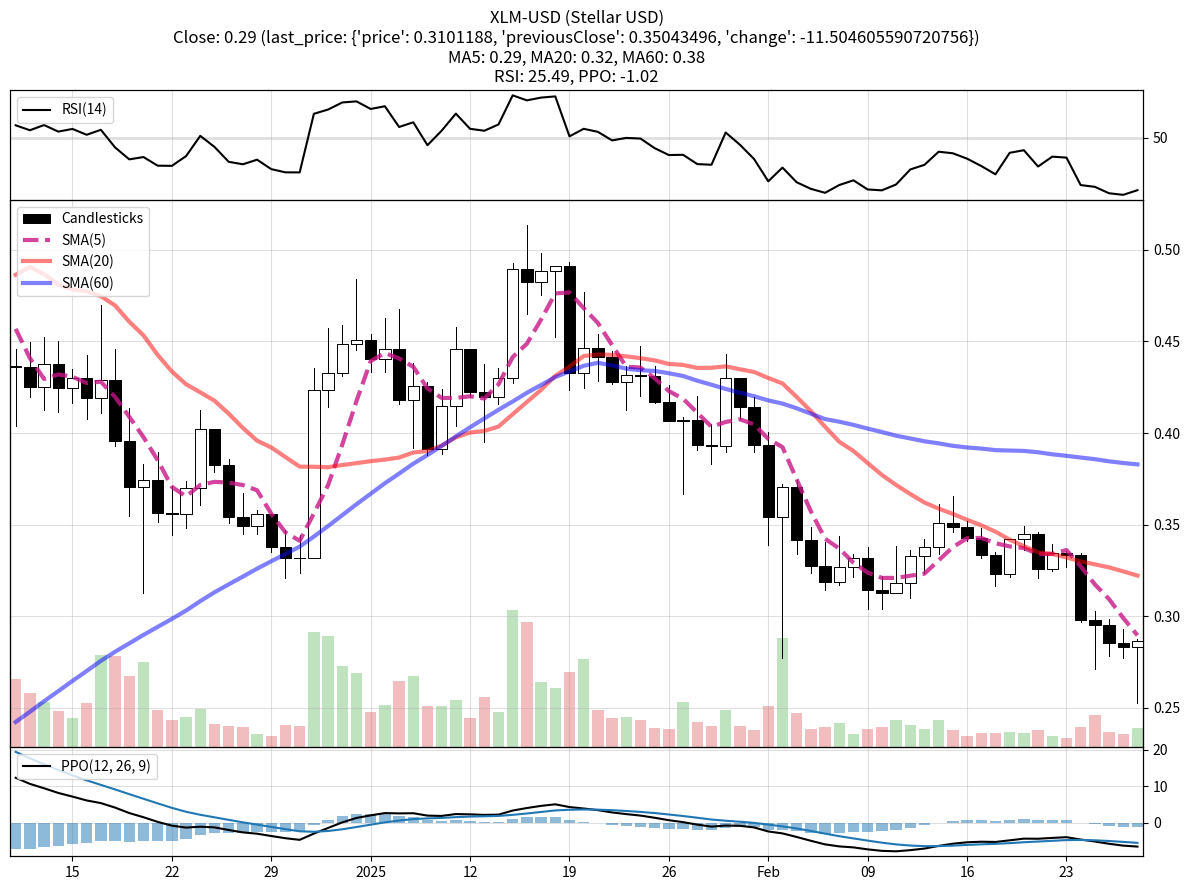 XLM-USD (Stellar USD)
Close: 0.29 (last_price: {'price': 0.3101188, 'previousClose': 0.35043496, 'change': -11.504605590720756})
MA5: 0.29, MA20: 0.32, MA60: 0.38
RSI: 25.49, PPO: -1.02
RSI(14)
50
Candlesticks
SMA(5)
SMA(20)
SMA(60)
0.50
0.45
0.40
0.35
0.30
0.25
PPO(12, 26, 9)
20
10
0
15 22 29 2025 12 19 26 Feb 09 16 23